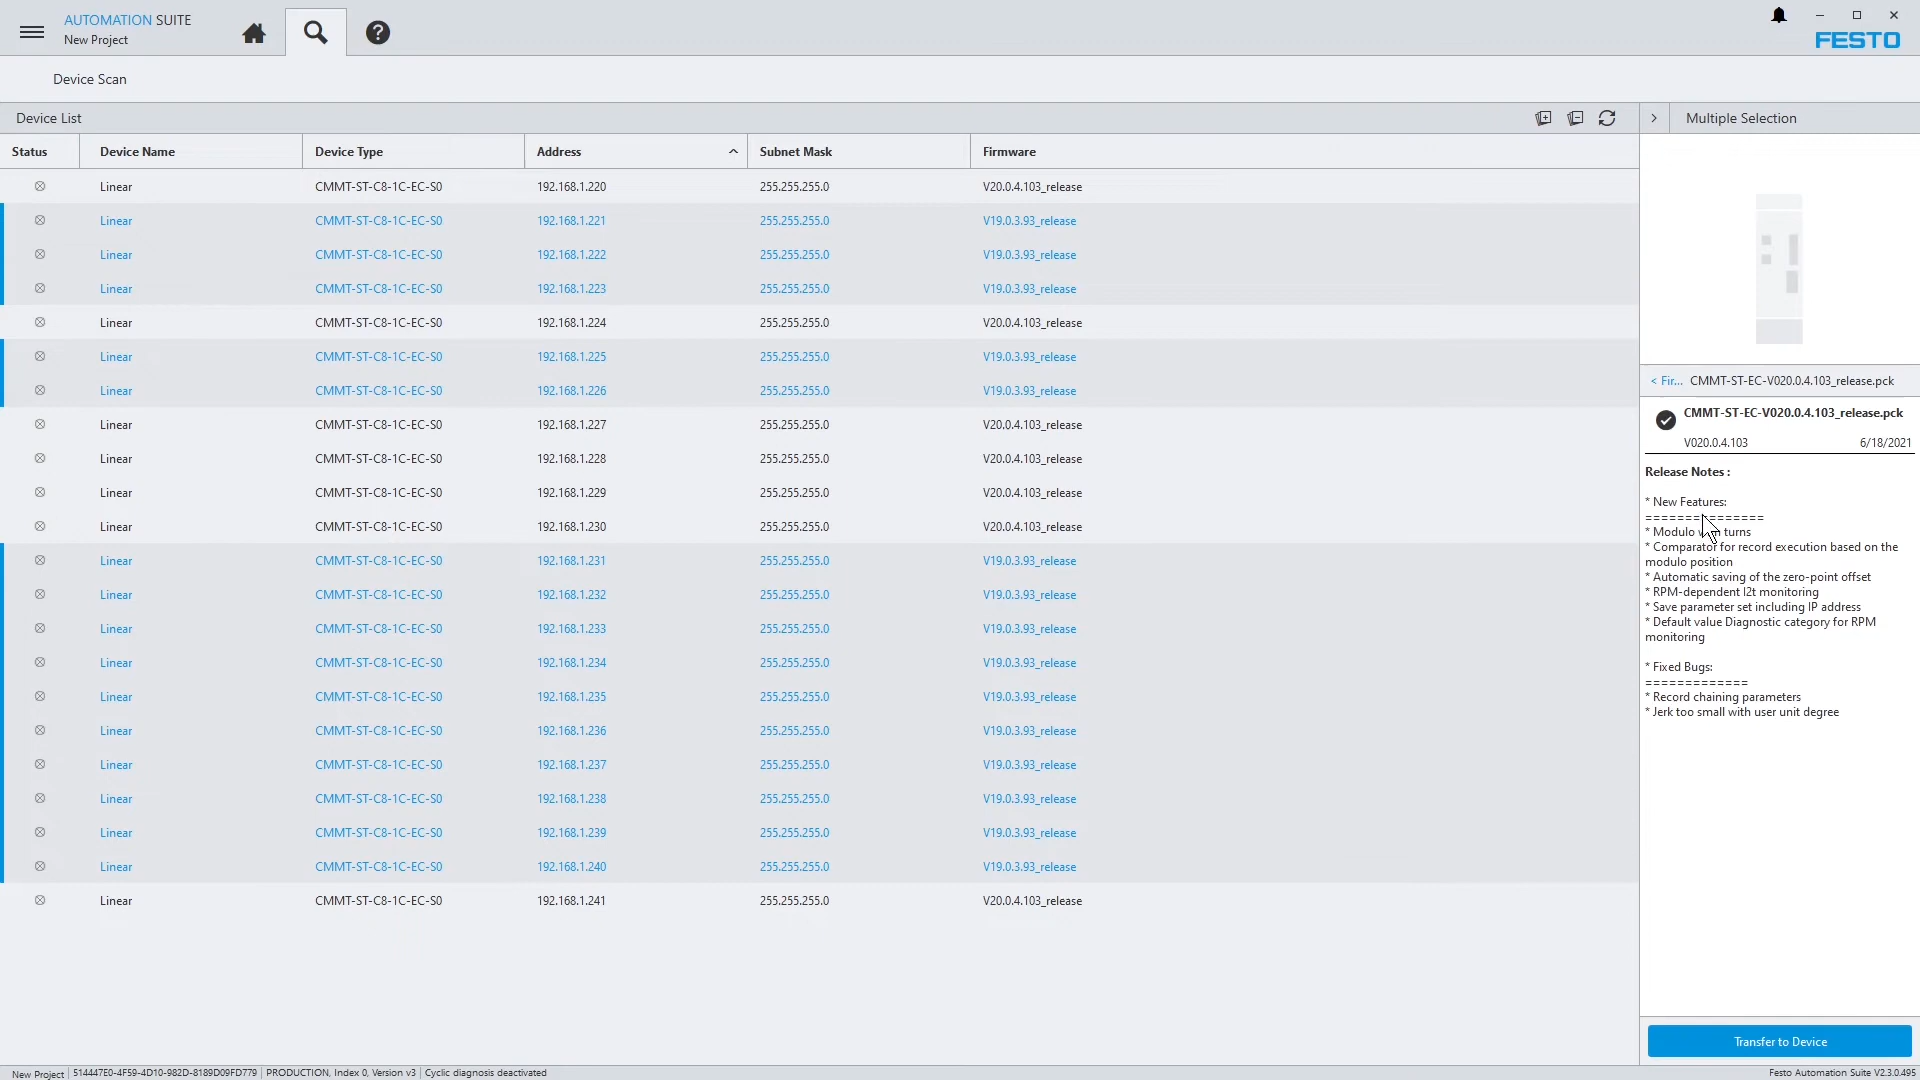 AUTOMATION SUITE
New Project
FESTO
Device Scan
Device List
Multiple Selection
Status Device Name Device Type Address Subnet Mask Firmware
Linear CMMT-ST-C8-1C-EC-S0 192.168.1.220 255.255.255.0 V20.0.4.103_release
Linear CMMT-ST-C8-1C-EC-S0 192.168.1.221 255.255.255.0 V19.0.3.93_release
Linear CMMT-ST-C8-1C-EC-S0 192.168.1.222 255.255.255.0 V19.0.3.93_release
Linear CMMT-ST-C8-1C-EC-S0 192.168.1.223 255.255.255.0 V19.0.3.93_release
Linear CMMT-ST-C8-1C-EC-S0 192.168.1.224 255.255.255.0 V20.0.4.103_release
Linear CMMT-ST-C8-1C-EC-S0 192.168.1.225 255.255.255.0 V19.0.3.93_release
Linear CMMT-ST-C8-1C-EC-S0 192.168.1.226 255.255.255.0 V19.0.3.93_release
Linear CMMT-ST-C8-1C-EC-S0 192.168.1.227 255.255.255.0 V20.0.4.103_release
Linear CMMT-ST-C8-1C-EC-S0 192.168.1.228 255.255.255.0 V20.0.4.103_release
Linear CMMT-ST-C8-1C-EC-S0 192.168.1.229 255.255.255.0 V20.0.4.103_release
Linear CMMT-ST-C8-1C-EC-S0 192.168.1.230 255.255.255.0 V20.0.4.103_release
Linear CMMT-ST-C8-1C-EC-S0 192.168.1.231 255.255.255.0 V19.0.3.93_release
Linear CMMT-ST-C8-1C-EC-S0 192.168.1.232 255.255.255.0 V19.0.3.93_release
Linear CMMT-ST-C8-1C-EC-S0 192.168.1.233 255.255.255.0 V19.0.3.93_release
Linear CMMT-ST-C8-1C-EC-S0 192.168.1.234 255.255.255.0 V19.0.3.93_release
Linear CMMT-ST-C8-1C-EC-S0 192.168.1.235 255.255.255.0 V19.0.3.93_release
Linear CMMT-ST-C8-1C-EC-S0 192.168.1.236 255.255.255.0 V19.0.3.93_release
Linear CMMT-ST-C8-1C-EC-S0 192.168.1.237 255.255.255.0 V19.0.3.93_release
Linear CMMT-ST-C8-1C-EC-S0 192.168.1.238 255.255.255.0 V19.0.3.93_release
Linear CMMT-ST-C8-1C-EC-S0 192.168.1.239 255.255.255.0 V19.0.3.93_release
Linear CMMT-ST-C8-1C-EC-S0 192.168.1.240 255.255.255.0 V19.0.3.93_release
Linear CMMT-ST-C8-1C-EC-S0 192.168.1.241 255.255.255.0 V20.0.4.103_release
< Fir... CMMT-ST-EC-V020.0.4.103_release.pck
CMMT-ST-EC-V020.0.4.103_release.pck
V020.0.4.103 6/18/2021
Release Notes :
* New Features:
===============
* Modulo turns
* Comparator for record execution based on the
modulo position
* Automatic saving of the zero-point offset
* RPM-dependent I2t monitoring
* Save parameter set including IP address
* Default value Diagnostic category for RPM
monitoring
* Fixed Bugs:
=============
* Record chaining parameters
* Jerk too small with user unit degree
Transfer to Device
New Project | 514447E0-4F59-4D10-982D-8189D09FD779 | PRODUCTION, Index 0, Version v3 | Cyclic diagnosis deactivated
Festo Automation Suite V2.3.0.495